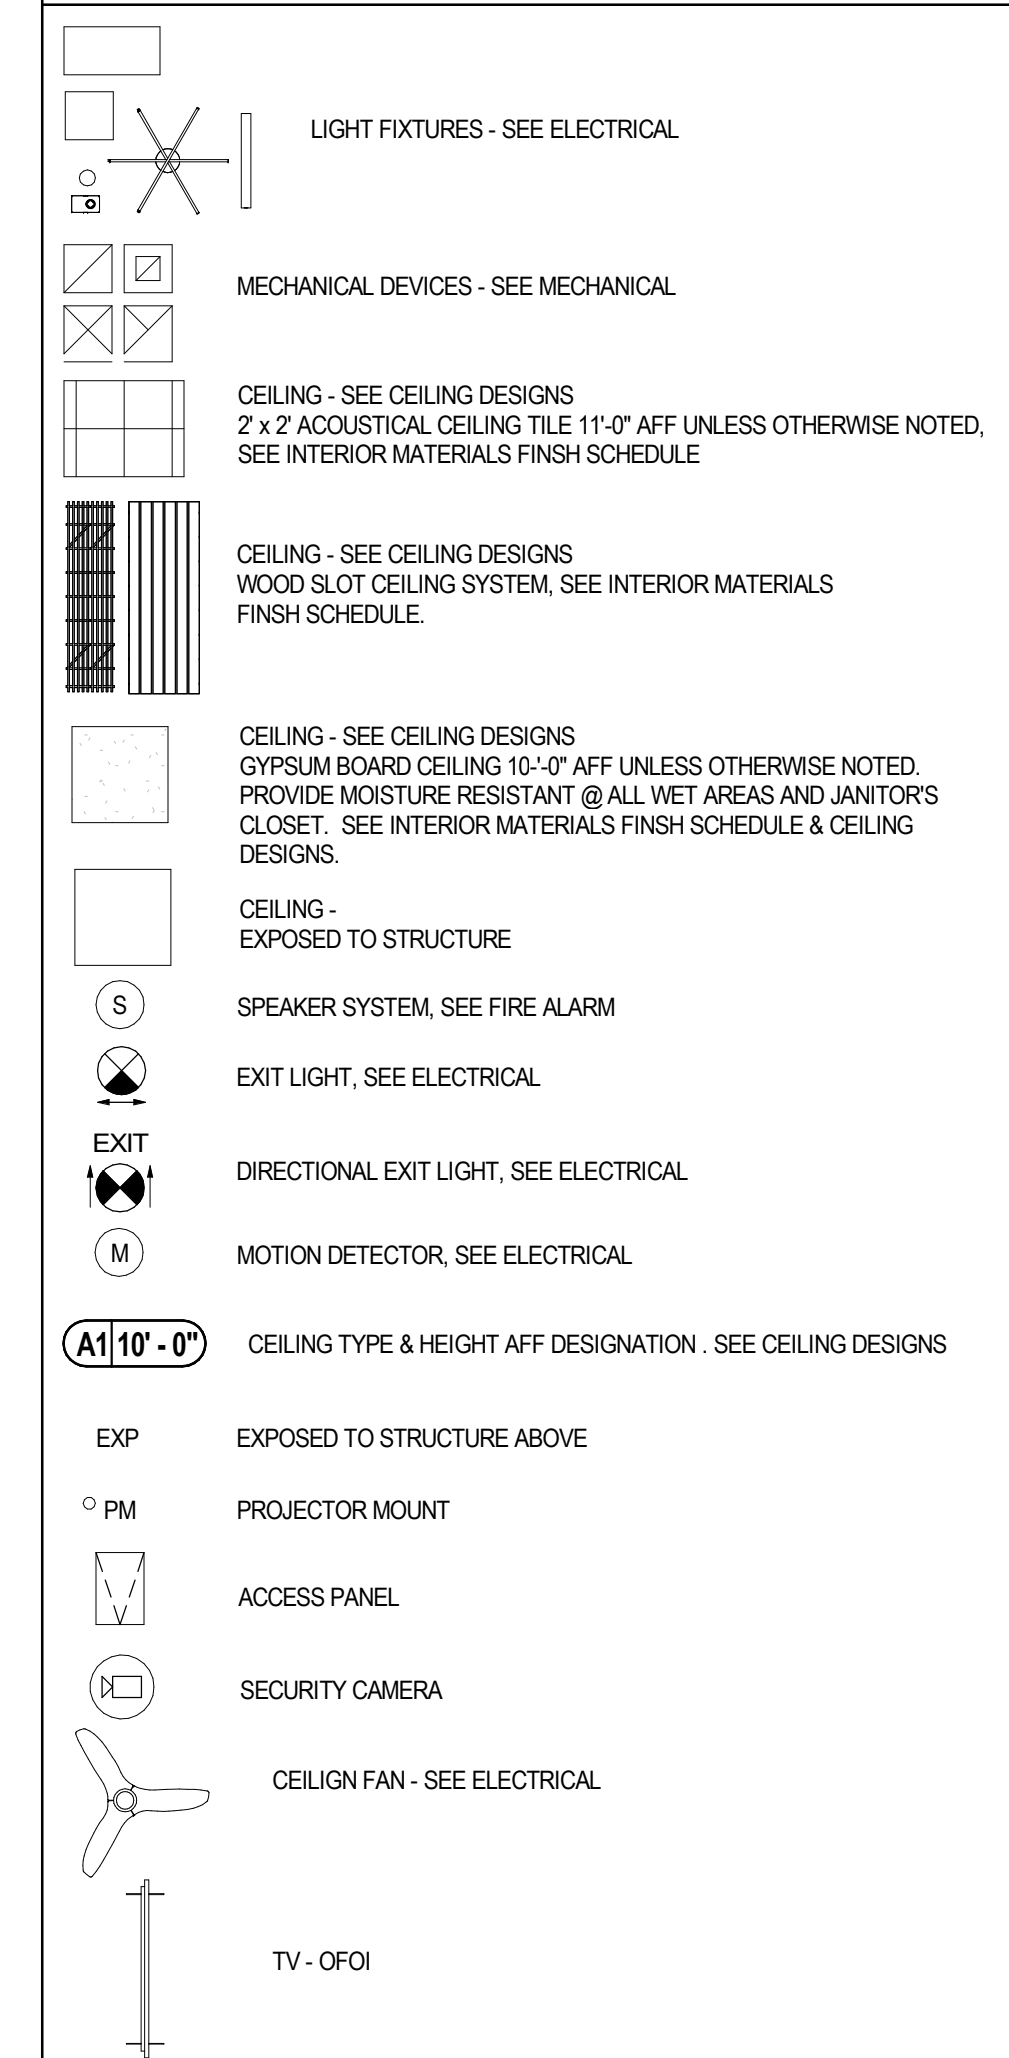 LIGHT FIXTURES - SEE ELECTRICAL
MECHANICAL DEVICES - SEE MECHANICAL
CEILING - SEE CEILING DESIGNS
2' x 2' ACOUSTICAL CEILING TILE 11'-0" AFF UNLESS OTHERWISE NOTED,
SEE INTERIOR MATERIALS FINSH SCHEDULE
CEILING - SEE CEILING DESIGNS
WOOD SLOT CEILING SYSTEM, SEE INTERIOR MATERIALS
FINSH SCHEDULE.
CEILING - SEE CEILING DESIGNS
GYPSUM BOARD CEILING 10-'-0" AFF UNLESS OTHERWISE NOTED.
PROVIDE MOISTURE RESISTANT @ ALL WET AREAS AND JANITOR'S
CLOSET.  SEE INTERIOR MATERIALS FINSH SCHEDULE & CEILING
DESIGNS.
CEILING -
EXPOSED TO STRUCTURE
S SPEAKER SYSTEM, SEE FIRE ALARM
EXIT LIGHT, SEE ELECTRICAL
EXIT
DIRECTIONAL EXIT LIGHT, SEE ELECTRICAL
M MOTION DETECTOR, SEE ELECTRICAL
A1 10' - 0" CEILING TYPE & HEIGHT AFF DESIGNATION . SEE CEILING DESIGNS
EXP EXPOSED TO STRUCTURE ABOVE
PM PROJECTOR MOUNT
ACCESS PANEL
SECURITY CAMERA
CEILIGN FAN - SEE ELECTRICAL
TV - OFOI